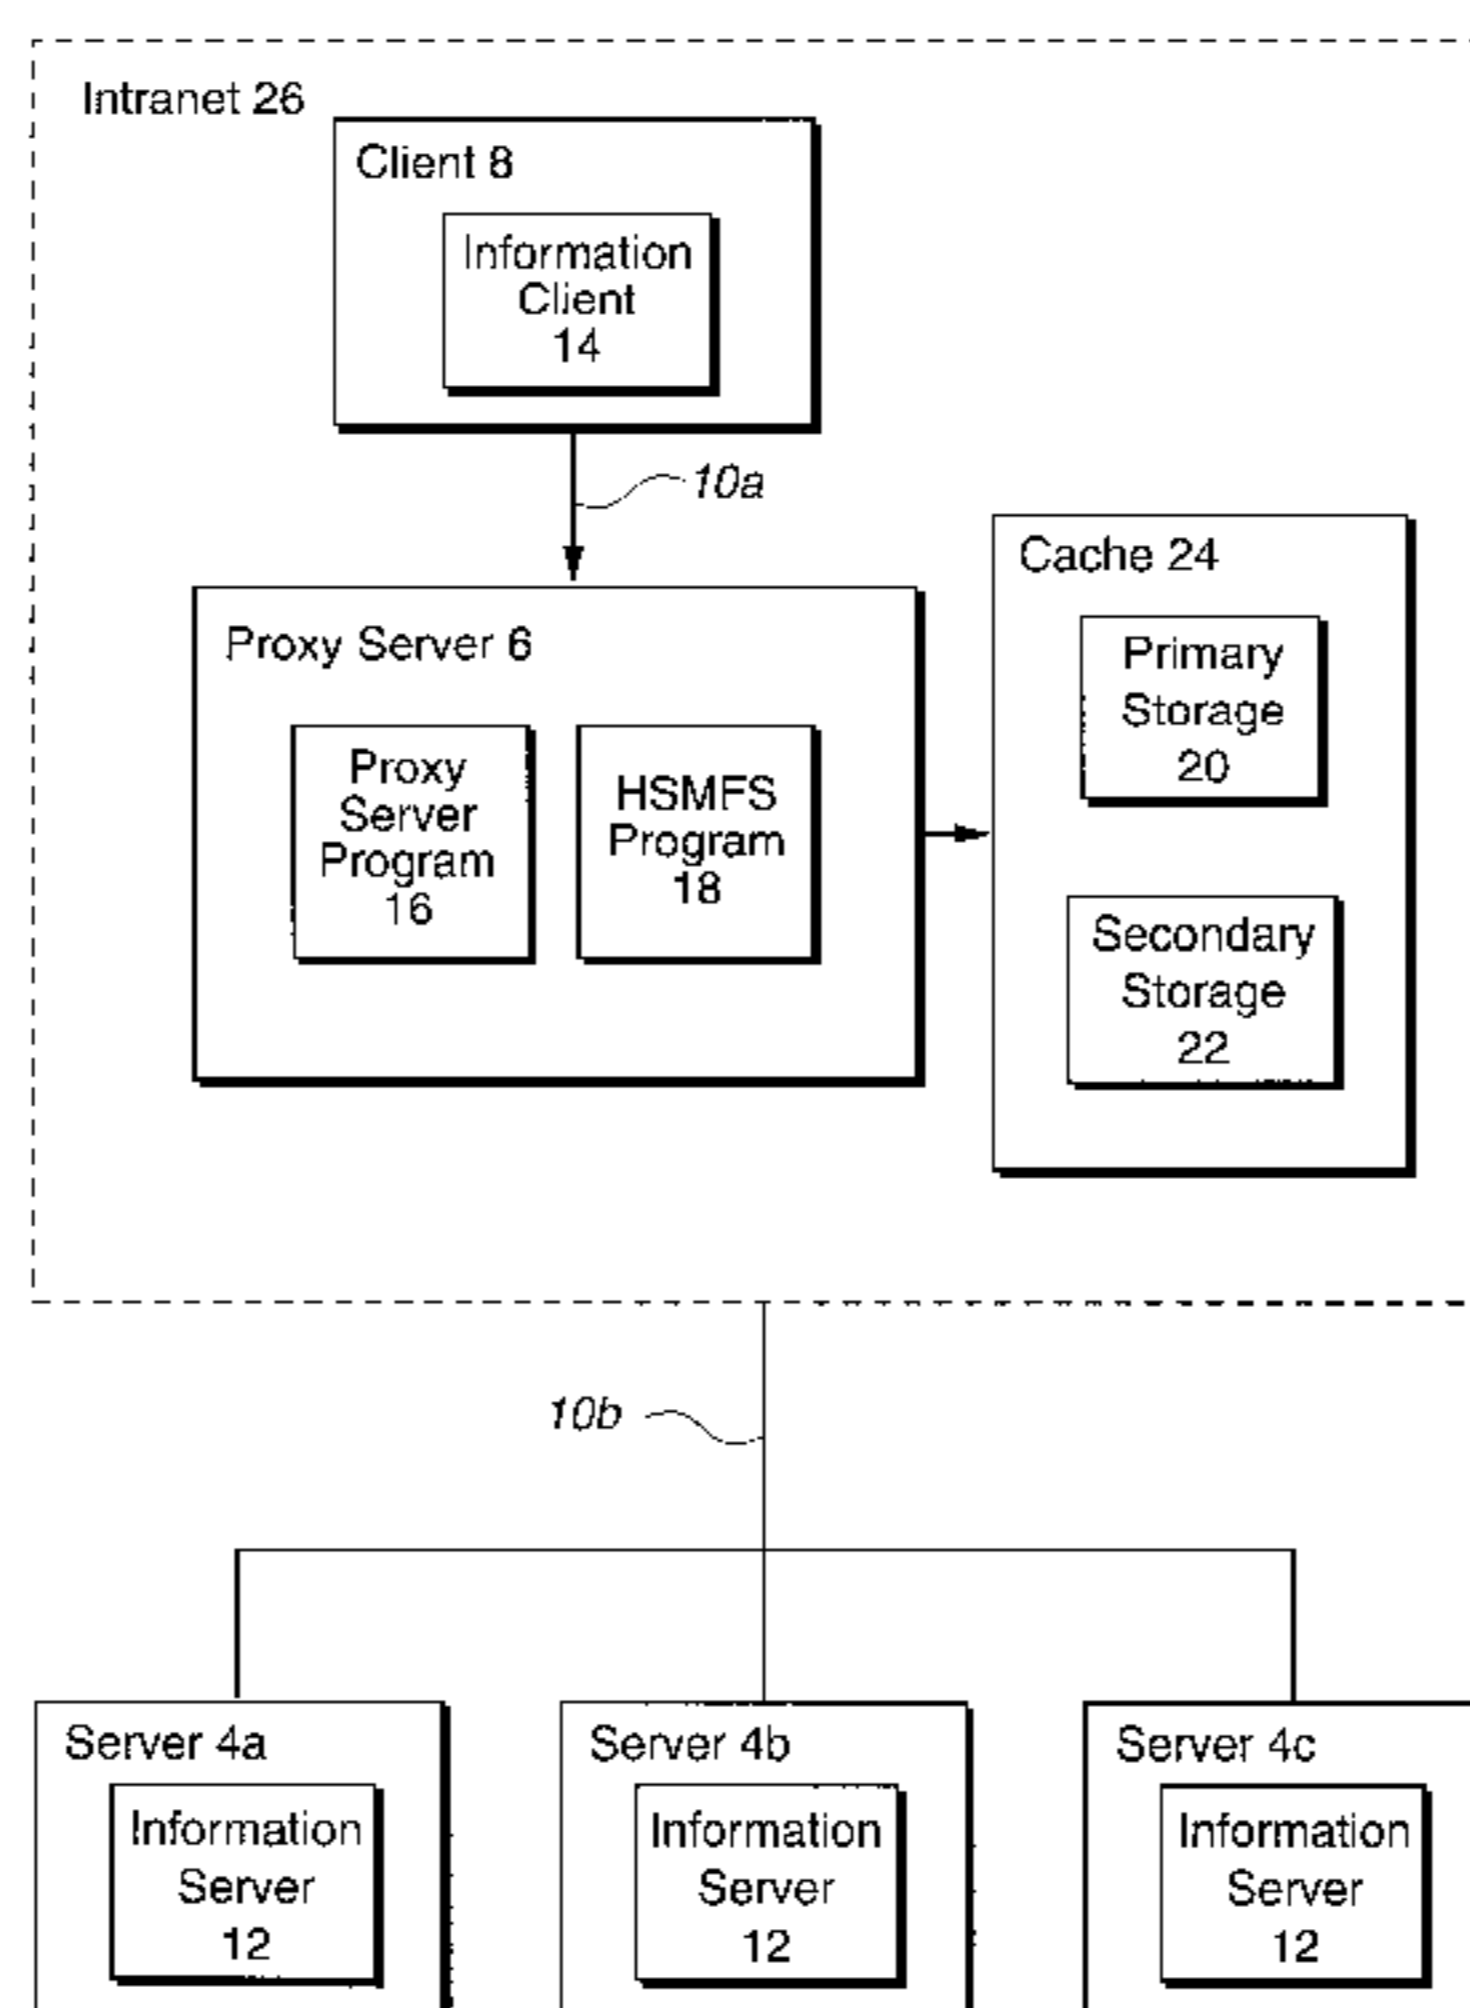 Intranet 26
Client 8
Information
Client
14
10a
Proxy Server 6
Proxy
Server
Program
16
HSMFS
Program
18
Cache 24
Primary
Storage
20
Secondary
Storage
22
10b
Server 4a
Information
Server
12
Server 4b
Information
Server
12
Server 4c
Information
Server
12